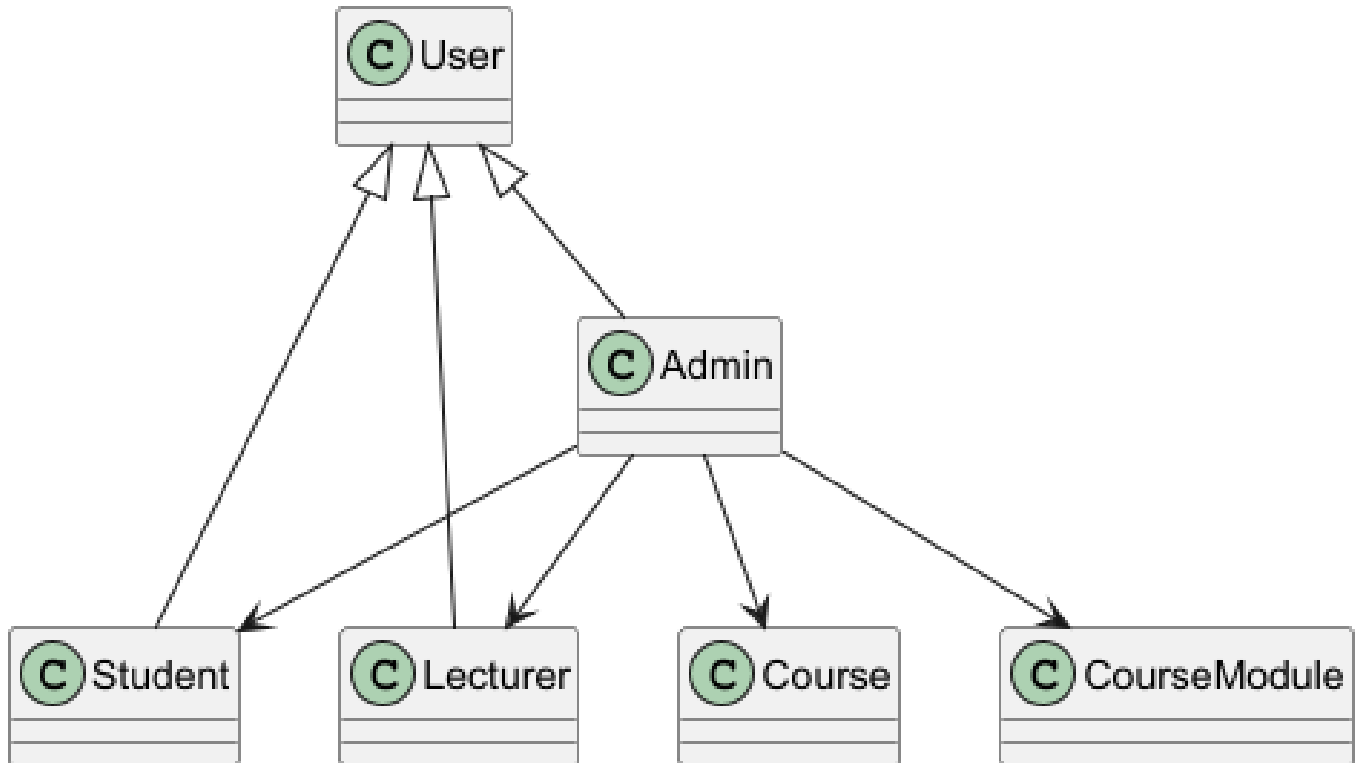 C User
C Admin
C Student
C Lecturer
C Course
C CourseModule